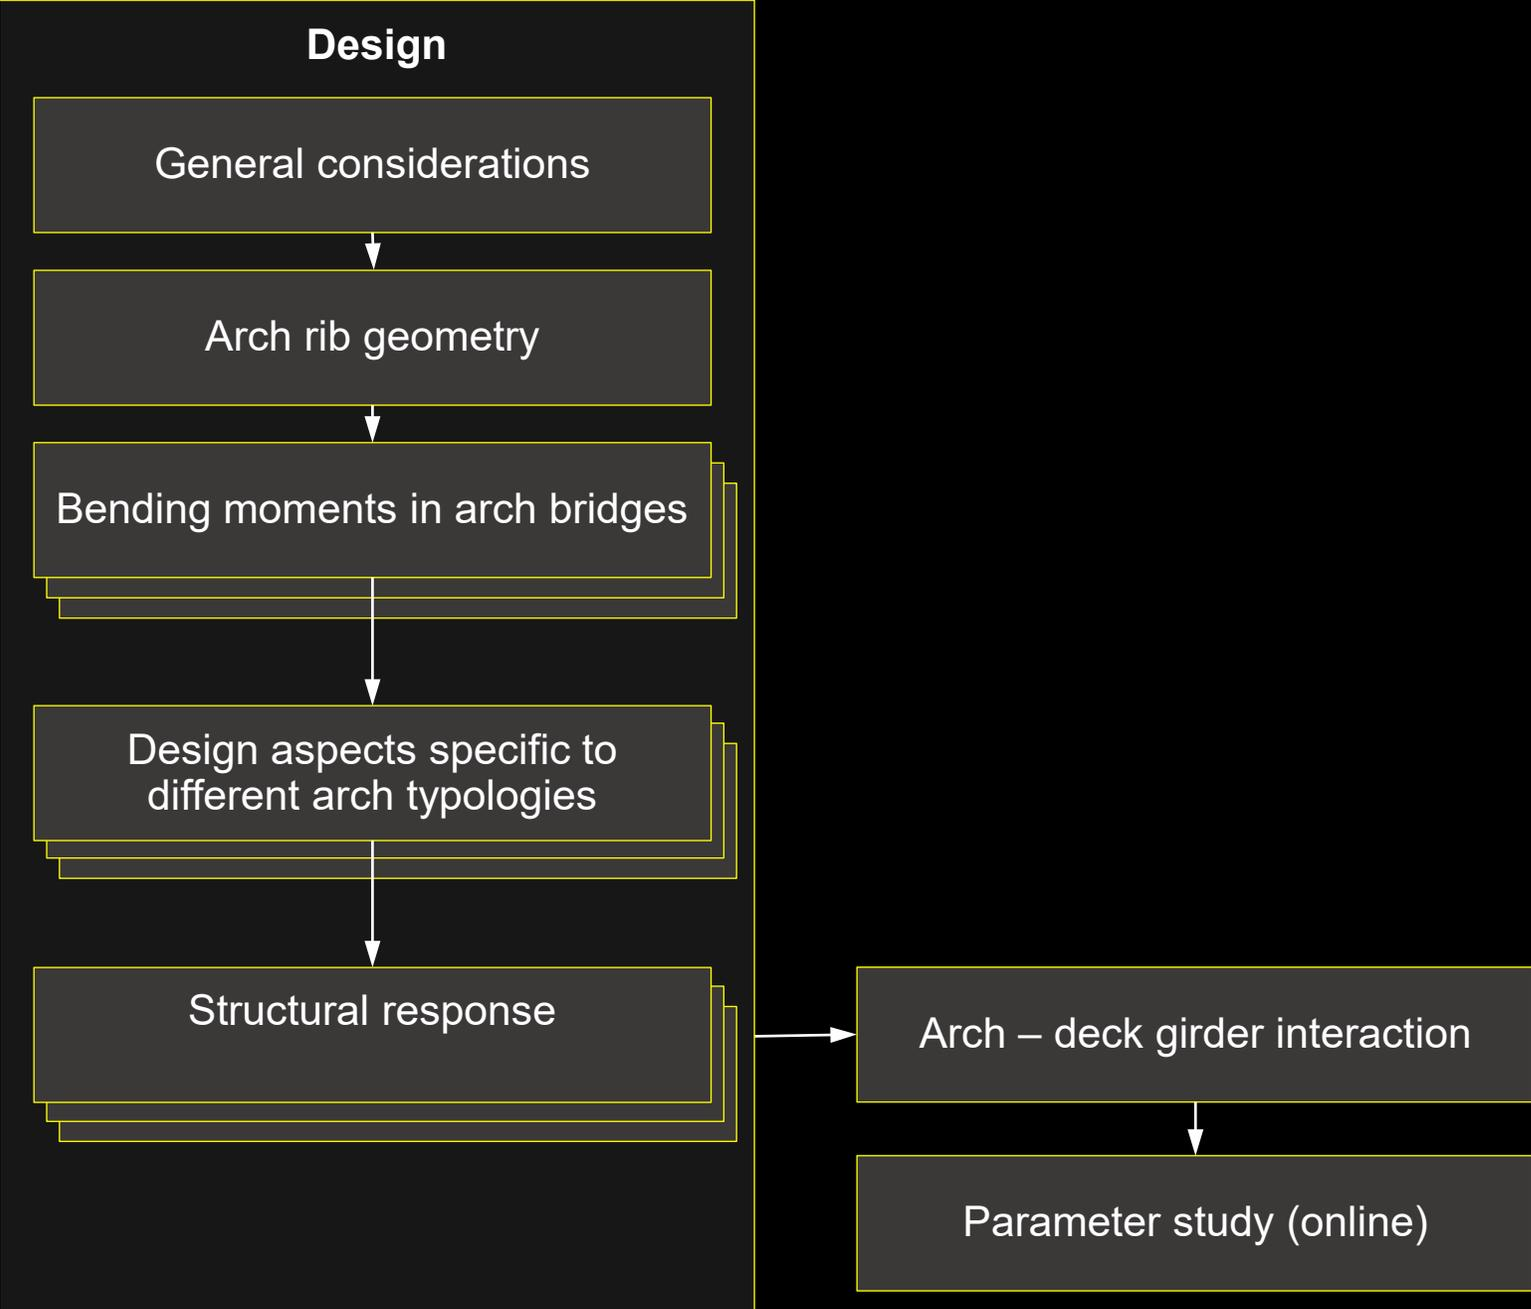 Design
General considerations
Arch rib geometry
Bending moments in arch bridges
Design aspects specific to
different arch typologies
Structural response
Arch – deck girder interaction
Parameter study (online)